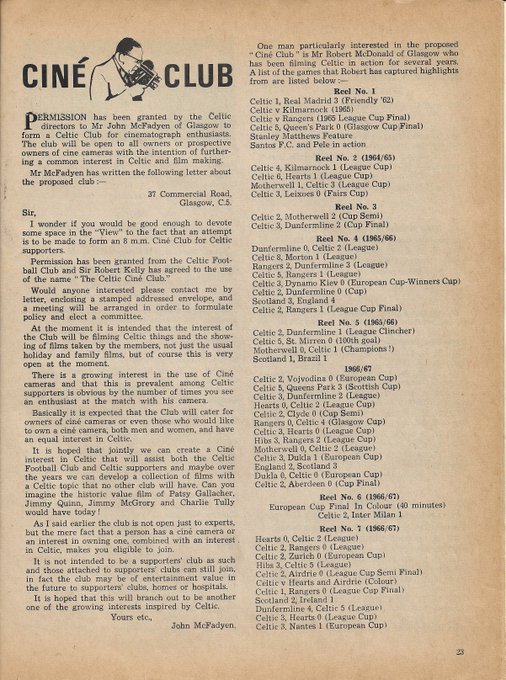 CINÉ CLUB
PERMISSION has been granted by the Celtic
directors to Mr John McFadyen of Glasgow to
form a Celtic Club for cinematograph enthusiasts.
The club will be open to all owners or prospective
owners of cine cameras with the intention of further-
ing a common interest in Celtic and film making.
Mr McFadyen has written the following letter about
the proposed club :—
37 Commercial Road,
Glasgow, C.5.
Sir,
I wonder if you would be good enough to devote
some space in the "View" to the fact that an attempt
is to be made to form an 8 m.m. Ciné Club for Celtic
supporters.
Permission has been granted from the Celtic Foot-
ball Club and Sir Robert Kelly has agreed to the use
of the name "The Celtic Ciné Club."
Would anyone interested please contact me by
letter, enclosing a stamped addressed envelope, and
a meeting will be arranged in order to formulate
policy and elect a committee.
At the moment it is intended that the interest of
the Club will be filming Celtic things and the show-
ing of films taken by the members, not just the usual
holiday and family films, but of course this is very
open at the moment.
There is a growing interest in the use of Ciné
cameras and that this is prevalent among Celtic
supporters is obvious by the number of times you see
an enthusiast at the match with his camera.
Basically it is expected that the Club will cater for
owners of ciné cameras or even those who would like
to own a ciné camera, both men and women, and have
an equal interest in Celtic.
It is hoped that jointly we can create a Ciné
interest in Celtic that will assist both the Celtic
Football Club and Celtic supporters and maybe over
the years we can develop a collection of films with
a Celtic topic that no other club will have. Can you
imagine the historic value film of Patsy Gallacher,
Jimmy Quinn, Jimmy McGrory and Charlie Tully
would have today!
As I said earlier the club is not open just to experts,
but the mere fact that a person has a ciné camera or
an interest in owning one, combined with an interest
in Celtic, makes you eligible to join.
It is not intended to be a supporters' club as such
and those attached to supporters' clubs can still join,
in fact the club may be of entertainment value in
the future to supporters' clubs, homes or hospitals.
It is hoped that this will branch out to be another
one of the growing interests inspired by Celtic.
Yours etc.,
John McFadyen.
One man particularly interested in the proposed
"Ciné Club" is Mr Robert McDonald of Glasgow who
has been filming Celtic in action for several years.
A list of the games that Robert has captured highlights
from are listed below :—
Reel No. 1
Celtic 1, Real Madrid 3 (Friendly '62)
Celtic v Kilmarnock (1965)
Celtic v Rangers (1965 League Cup Final)
Celtic 5, Queen's Park 0 (Glasgow Cup Final)
Stanley Matthews Feature
Santos F.C. and Pele in action
Reel No. 2 (1964/65)
Celtic 4, Kilmarnock 1 (League Cup)
Celtic 6, Hearts 1 (League Cup)
Motherwell 1, Celtic 3 (League Cup)
Celtic 3, Leixoes 0 (Fairs Cup)
Reel No. 3
Celtic 2, Motherwell 2 (Cup Semi)
Celtic 3, Dunfermline 2 (Cup Final)
Reel No. 4 (1965/66)
Dunfermline 0, Celtic 2 (League)
Celtic 8, Morton 1 (League)
Rangers 2, Dunfermline 3 (League)
Celtic 5, Rangers 1 (League)
Celtic 3, Dynamo Kiev 0 (European Cup-Winners Cup)
Celtic 2, Dunfermline 0 (Cup)
Scotland 3, England 4
Celtic 2, Rangers 1 (League Cup Final)
Reel No. 5 (1965/66)
Celtic 2, Dunfermline 1 (League Clincher)
Celtic 5, St. Mirren 0 (100th goal)
Motherwell 0, Celtic 1 (Champions!)
Scotland 1, Brazil 1
1966/67
Celtic 2, Vojvodina 0 (European Cup)
Celtic 5, Queens Park 3 (Scottish Cup)
Celtic 3, Dunfermline 2 (League)
Hearts 0, Celtic 2 (League Cup)
Celtic 2, Clyde 0 (Cup Semi)
Rangers 0, Celtic 4 (Glasgow Cup)
Celtic 3, Hearts 0 (League Cup)
Hibs 3, Rangers 2 (League Cup)
Motherwell 0, Celtic 2 (League)
Celtic 3, Dukla 1 (European Cup)
England 2, Scotland 3
Dukla 0, Celtic 0 (European Cup)
Celtic 2, Aberdeen 0 (Cup Final)
Reel No. 6 (1966/67)
European Cup Final In Colour (40 minutes)
Celtic 2, Inter Milan 1
Reel No. 7 (1966/67)
Hearts 0, Celtic 2 (League)
Celtic 2, Rangers 0 (League)
Celtic 2, Zurich 0 (European Cup)
Hibs 3, Celtic 5 (League)
Celtic 2, Airdrie 0 (League Cup Semi Final)
Celtic v Hearts and Airdrie (Colour)
Celtic 1, Rangers 0 (League Cup Final)
Scotland 2, Ireland 1
Dunfermline 4, Celtic 5 (League)
Celtic 3, Hearts 0 (League Cup)
Celtic 3, Nantes 1 (European Cup)
23